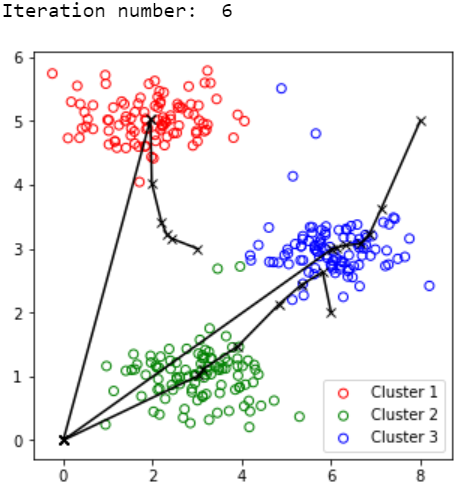 Iteration number:  6
6
5
4
3
2
1
0
Cluster 1
Cluster 2
Cluster 3
0 2 4 6 8